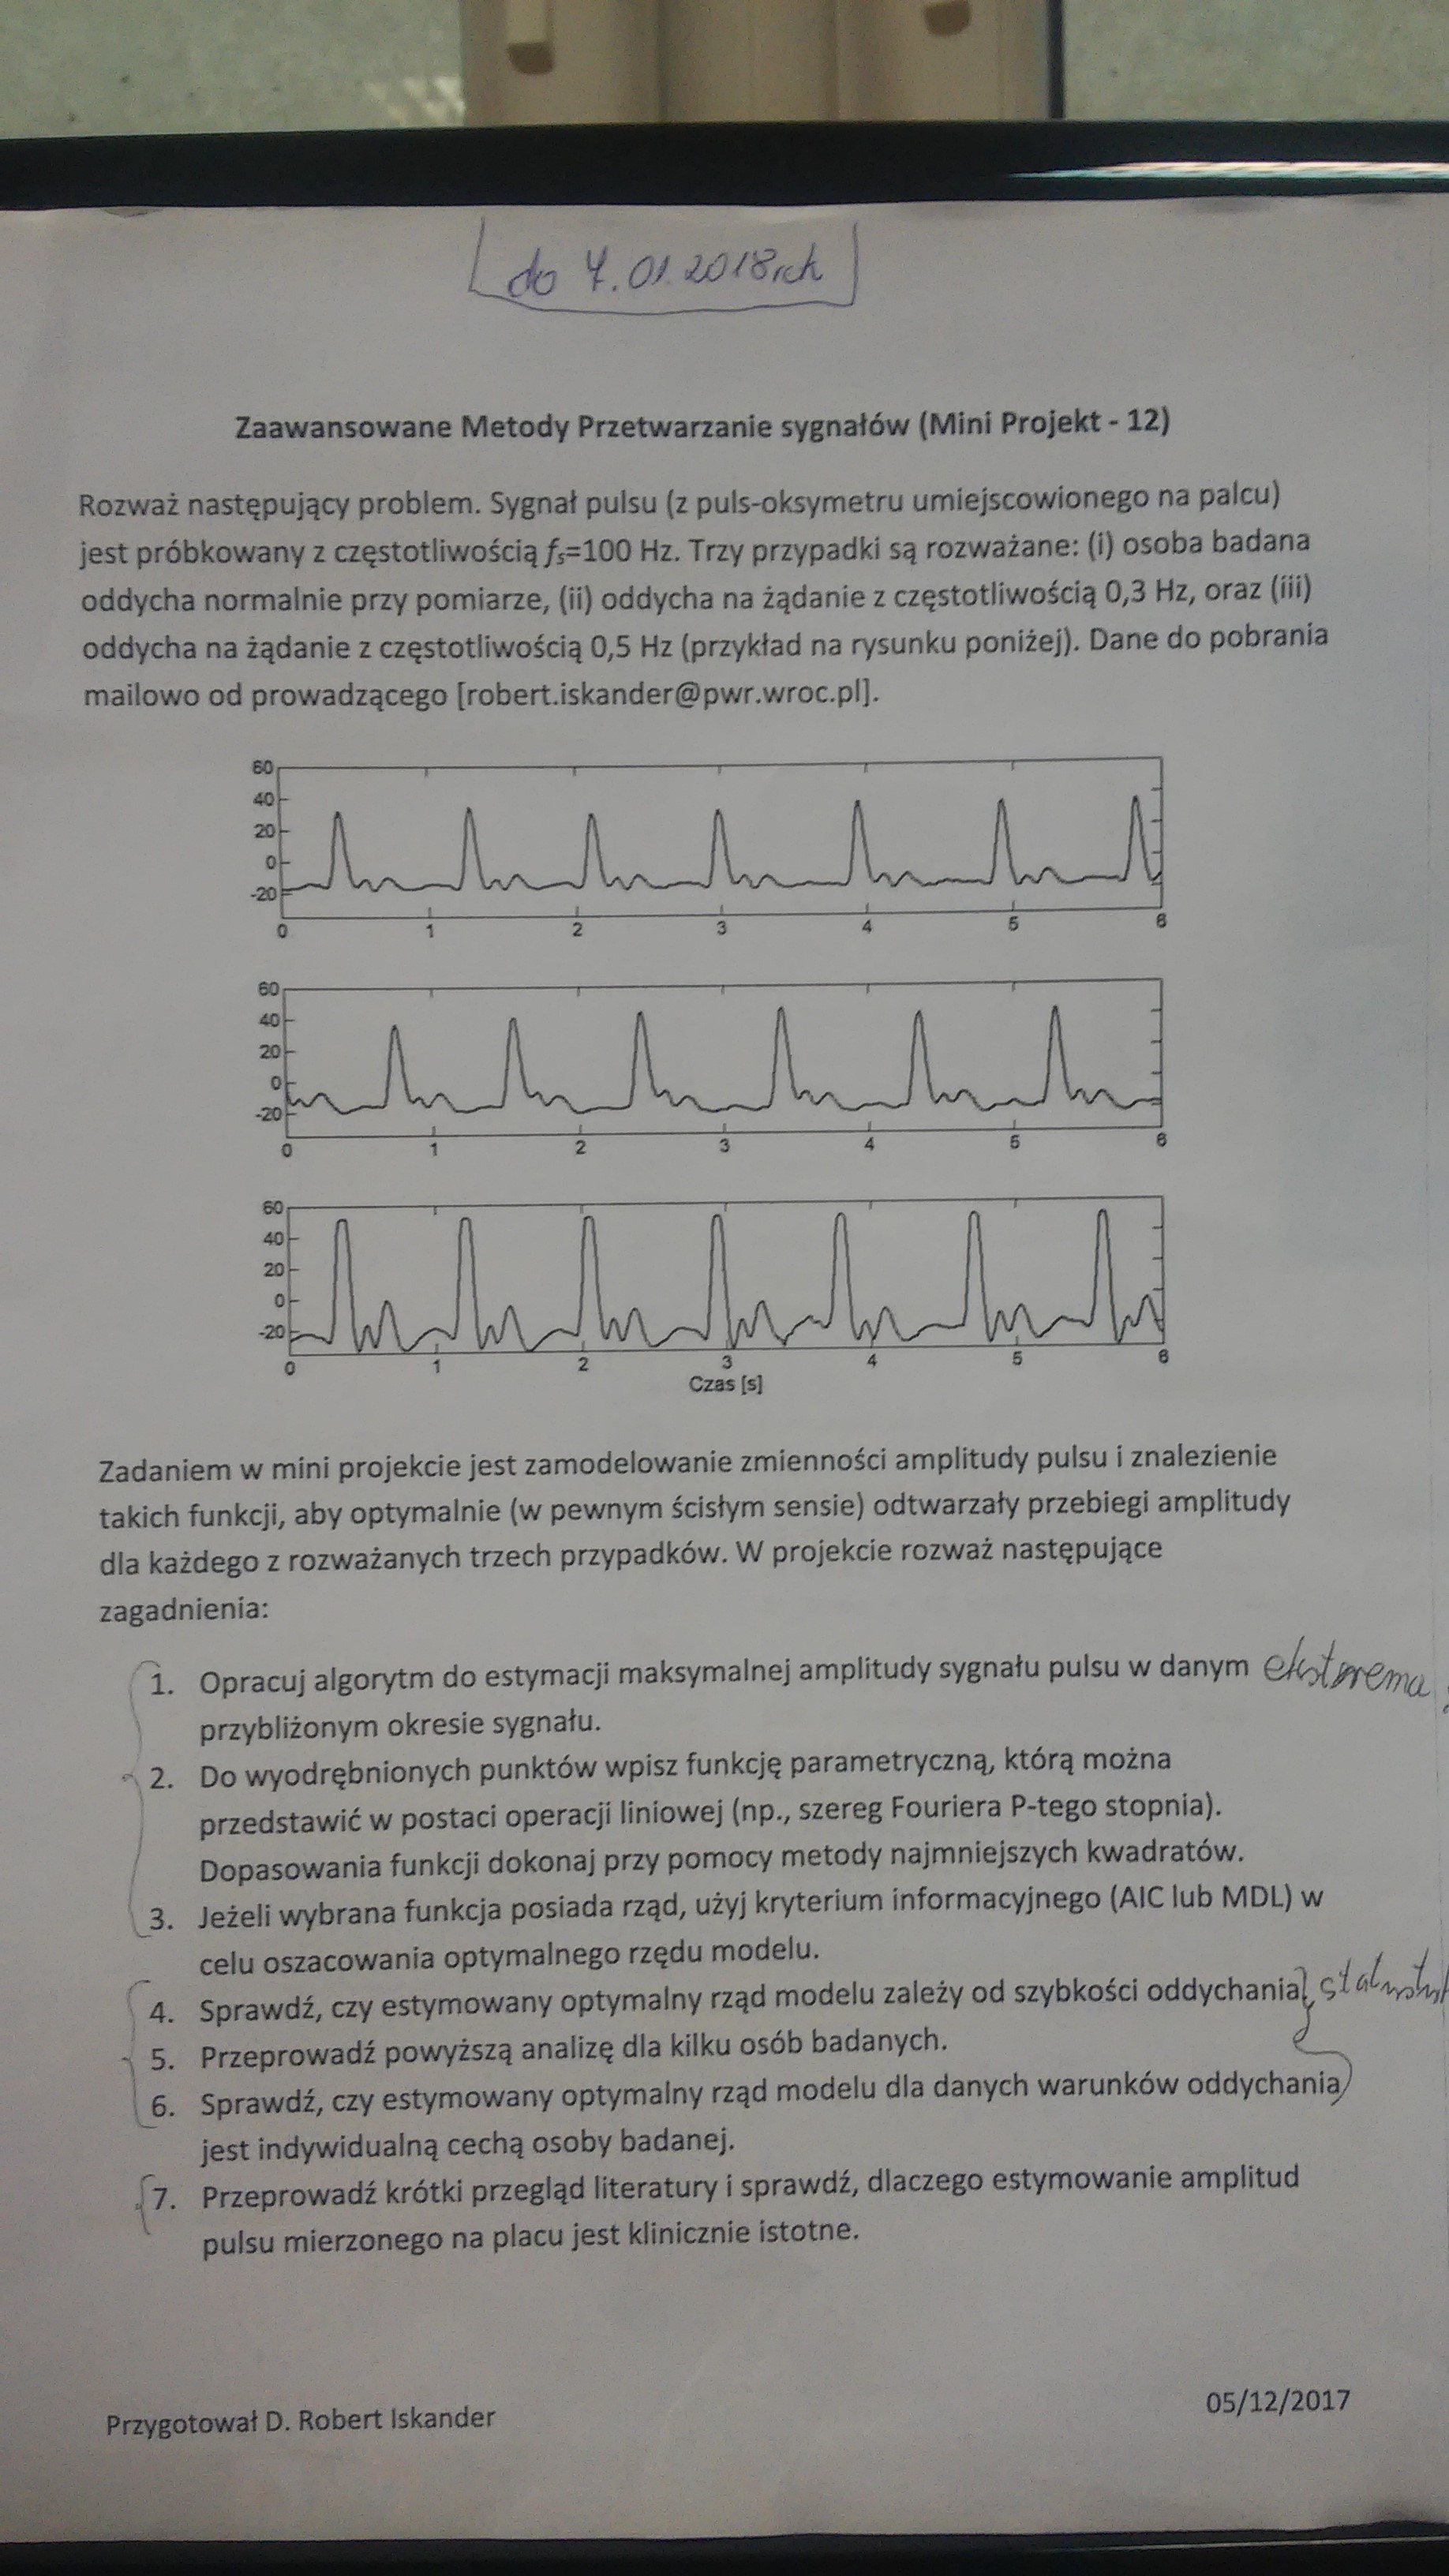 do 4.01.2018rok
Zaawansowane Metody Przetwarzanie sygnałów (Mini Projekt - 12)
Rozważ następujący problem. Sygnał pulsu (z puls-oksymetru umiejscowionego na palcu)
jest próbkowany z częstotliwością fs=100 Hz. Trzy przypadki są rozważane: (i) osoba badana
oddycha normalnie przy pomiarze, (ii) oddycha na żądanie z częstotliwością 0,3 Hz, oraz (iii)
oddycha na żądanie z częstotliwością 0,5 Hz (przykład na rysunku poniżej). Dane do pobrania
mailowo od prowadzącego [robert.iskander@pwr.wroc.pl].
60
40
20
0
-20
0 1 2 3 4 5 6
60
40
20
0
-20
0 1 2 3 4 5 6
60
40
20
0
-20
0 1 2 3 4 5 6
Czas [s]
Zadaniem w mini projekcie jest zamodelowanie zmienności amplitudy pulsu i znalezienie
takich funkcji, aby optymalnie (w pewnym ścisłym sensie) odtwarzały przebiegi amplitudy
dla każdego z rozważanych trzech przypadków. W projekcie rozważ następujące
zagadnienia:
1. Opracuj algorytm do estymacji maksymalnej amplitudy sygnału pulsu w danym ekstrema
przybliżonym okresie sygnału.
2. Do wyodrębnionych punktów wpisz funkcję parametryczną, którą można
przedstawić w postaci operacji liniowej (np., szereg Fouriera P-tego stopnia).
Dopasowania funkcji dokonaj przy pomocy metody najmniejszych kwadratów.
3. Jeżeli wybrana funkcja posiada rząd, użyj kryterium informacyjnego (AIC lub MDL) w
celu oszacowania optymalnego rzędu modelu.
4. Sprawdź, czy estymowany optymalny rząd modelu zależy od szybkości oddychania
5. Przeprowadź powyższą analizę dla kilku osób badanych.
6. Sprawdź, czy estymowany optymalny rząd modelu dla danych warunków oddychania
jest indywidualną cechą osoby badanej.
7. Przeprowadź krótki przegląd literatury i sprawdź, dlaczego estymowanie amplitud
pulsu mierzonego na placu jest klinicznie istotne.
Przygotował D. Robert Iskander
05/12/2017